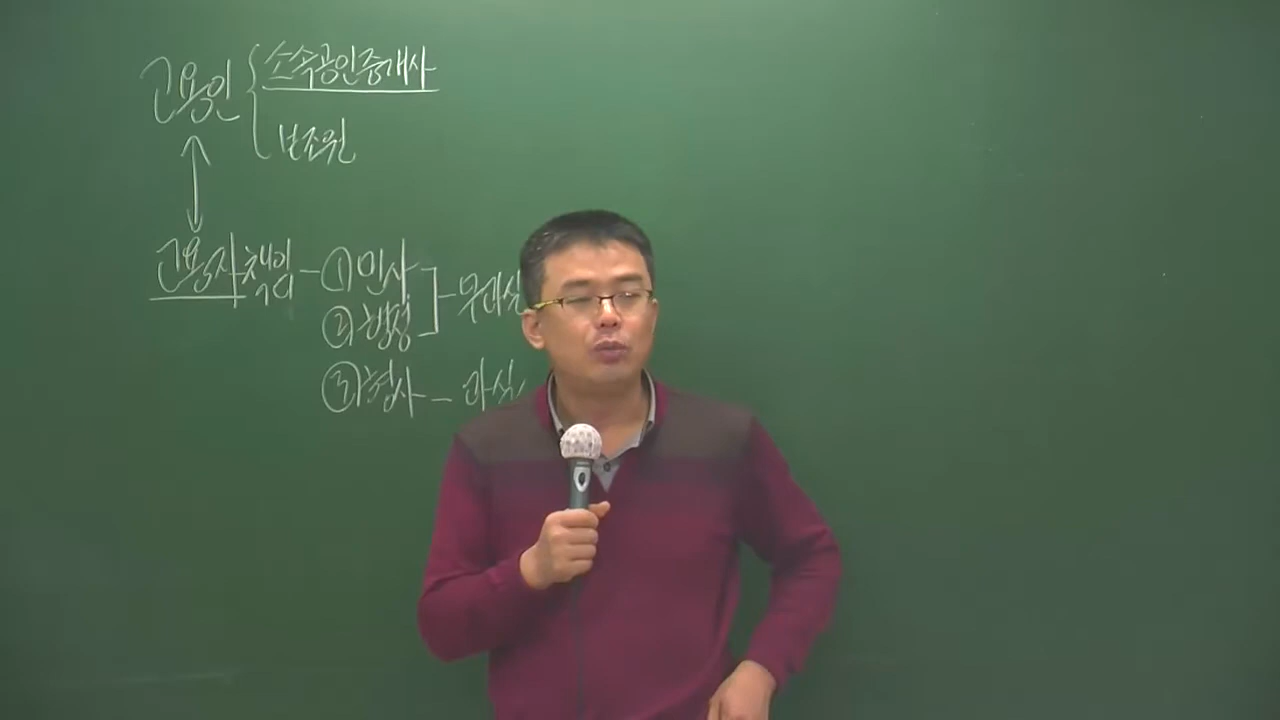 고용인 { 소속공인중개사
보조원
↕
고용자책임 - ① 민사
② 행정 ] - 무과실
③ 형사 - 과실